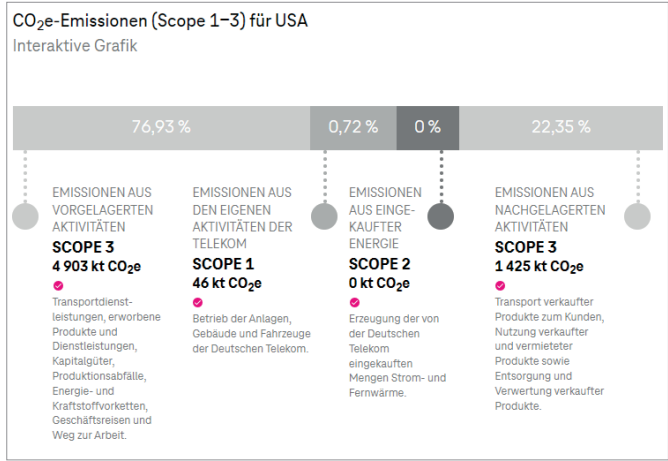 CO₂e-Emissionen (Scope 1–3) für USA
Interaktive Grafik
76,93 %
0,72 %
0 %
22,35 %
EMISSIONEN AUS
VORGELAGERTEN
AKTIVITÄTEN
SCOPE 3
4 903 kt CO₂e
Transportdienst-
leistungen, erworbene
Produkte und
Dienstleistungen,
Kapitalgüter,
Produktionsabfälle,
Energie- und
Kraftstoffvorketten,
Geschäftsreisen und
Weg zur Arbeit.
EMISSIONEN AUS
DEN EIGENEN
AKTIVITÄTEN DER
TELEKOM
SCOPE 1
46 kt CO₂e
Betrieb der Anlagen,
Gebäude und Fahrzeuge
der Deutschen Telekom.
EMISSIONEN
AUS EINGE-
KAUFTER
ENERGIE
SCOPE 2
0 kt CO₂e
Erzeugung der von
der Deutschen
Telekom
eingekauften
Mengen Strom- und
Fernwärme.
EMISSIONEN AUS
NACHGELAGERTEN
AKTIVITÄTEN
SCOPE 3
1 425 kt CO₂e
Transport verkaufter
Produkte zum Kunden,
Nutzung verkaufter
und vermieteter
Produkte sowie
Entsorgung und
Verwertung verkaufter
Produkte.